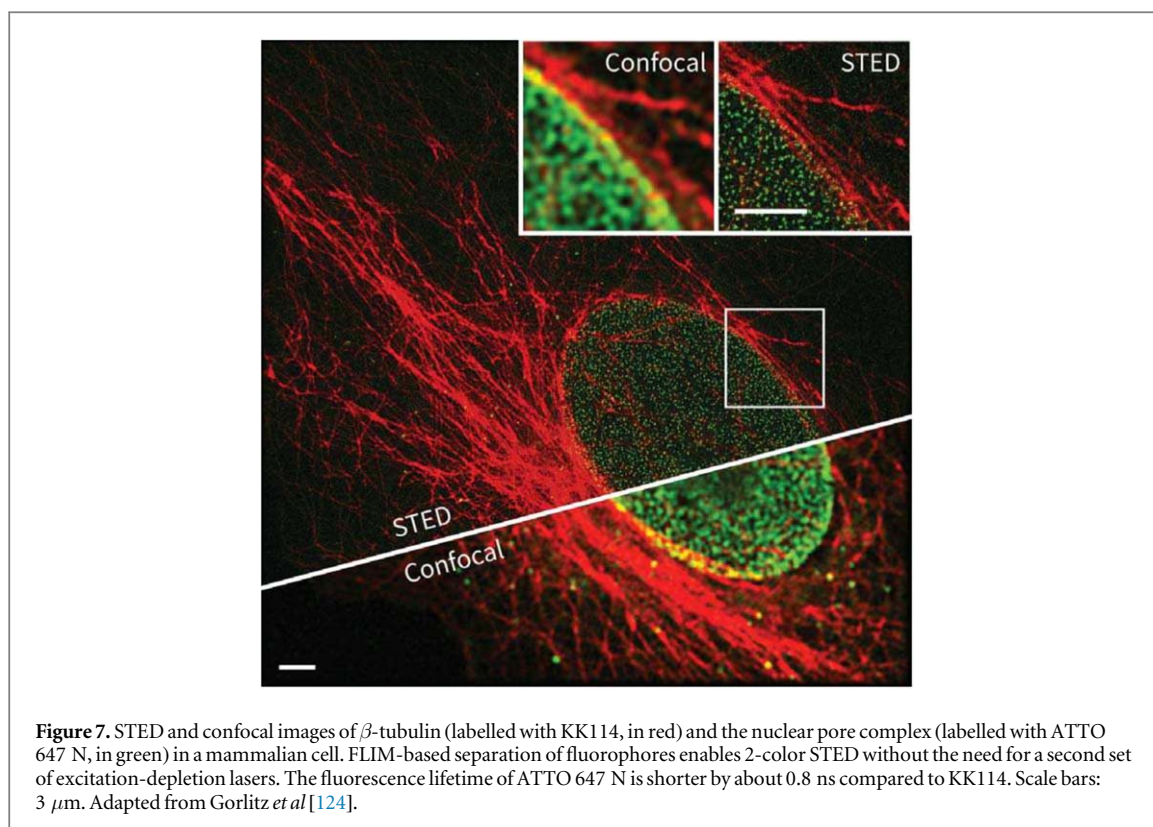 Confocal
STED
STED
Confocal
Figure 7. STED and confocal images of β-tubulin (labelled with KK114, in red) and the nuclear pore complex (labelled with ATTO
647 N, in green) in a mammalian cell. FLIM-based separation of fluorophores enables 2-color STED without the need for a second set
of excitation-depletion lasers. The fluorescence lifetime of ATTO 647 N is shorter by about 0.8 ns compared to KK114. Scale bars:
3 μm. Adapted from Gorlitz et al [124].